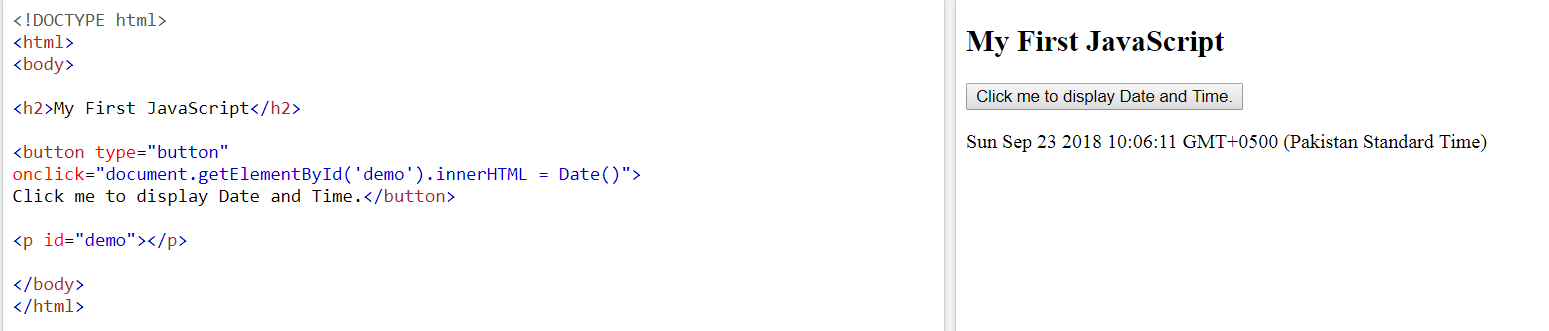 <!DOCTYPE html>
<html>
<body>
<h2>My First JavaScript</h2>
<button type="button"
onclick="document.getElementById('demo').innerHTML = Date()">
Click me to display Date and Time.</button>
<p id="demo"></p>
</body>
</html>
My First JavaScript
Click me to display Date and Time.
Sun Sep 23 2018 10:06:11 GMT+0500 (Pakistan Standard Time)